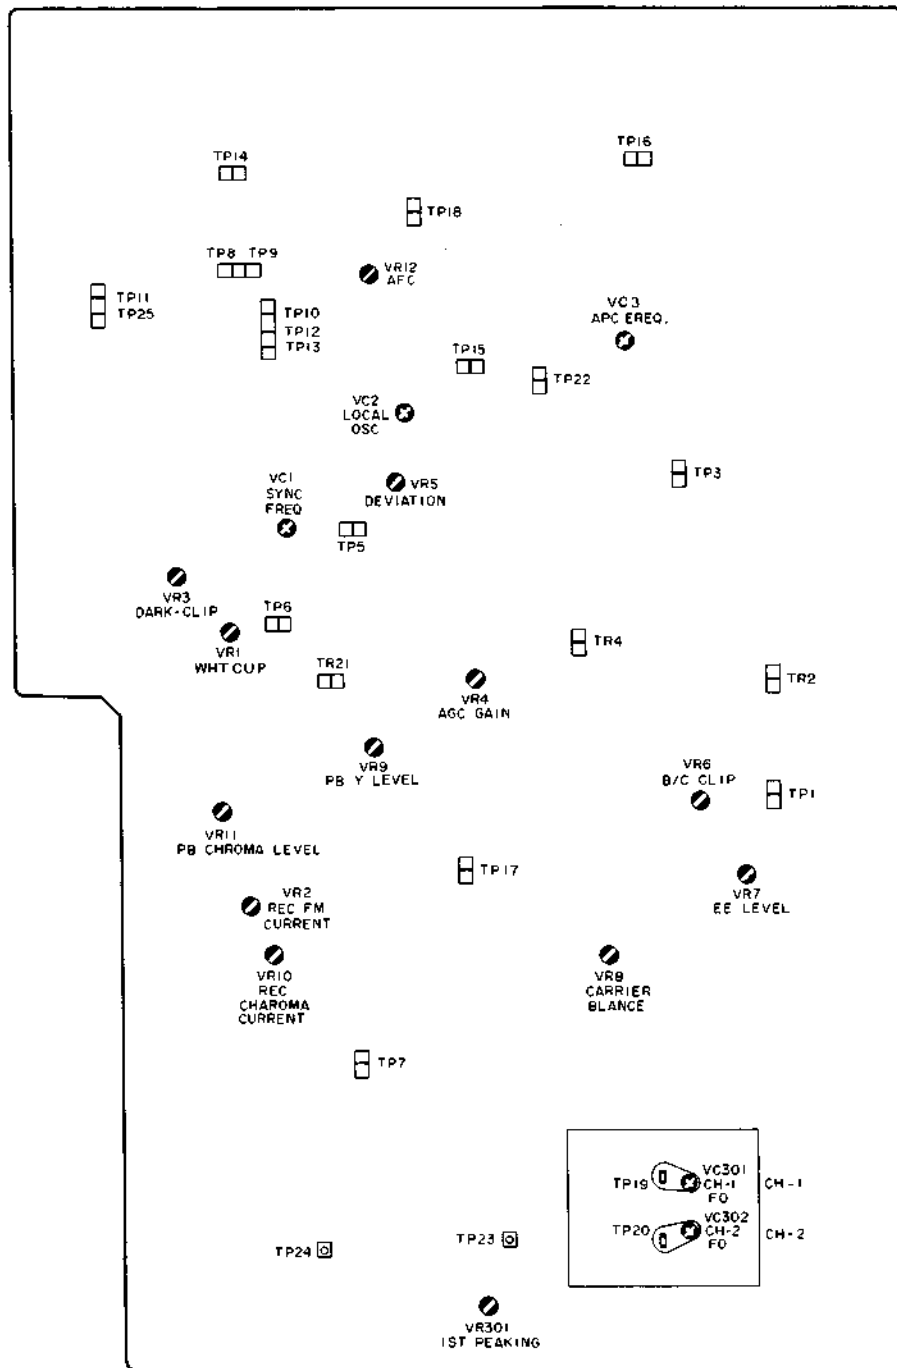 TP14
TP16
TP18
TP8 TP9
VR12
AFC
TP11
TP25
TP10
TP12
TP13
VC3
APC EREQ.
TP15
TP22
VC2
LOCAL
OSC
TP3
VC1
SYNC
FREQ
VR5
DEVIATION
TP5
VR3
DARK-CLIP
TP6
VR1
WHT CUP
TR4
TR21
TR2
VR4
AGC GAIN
VR9
PB Y LEVEL
VR6
B/C CLIP
TP1
VR11
PB CHROMA LEVEL
TP17
VR7
EE LEVEL
VR2
REC FM
CURRENT
VR10
REC
CHAROMA
CURRENT
VR8
CARRIER
BLANCE
TP7
TP19
VC301
CH-1
FO
CH-1
TP20
VC302
CH-2
FO
CH-2
TP24
TP23
VR301
1ST PEAKING